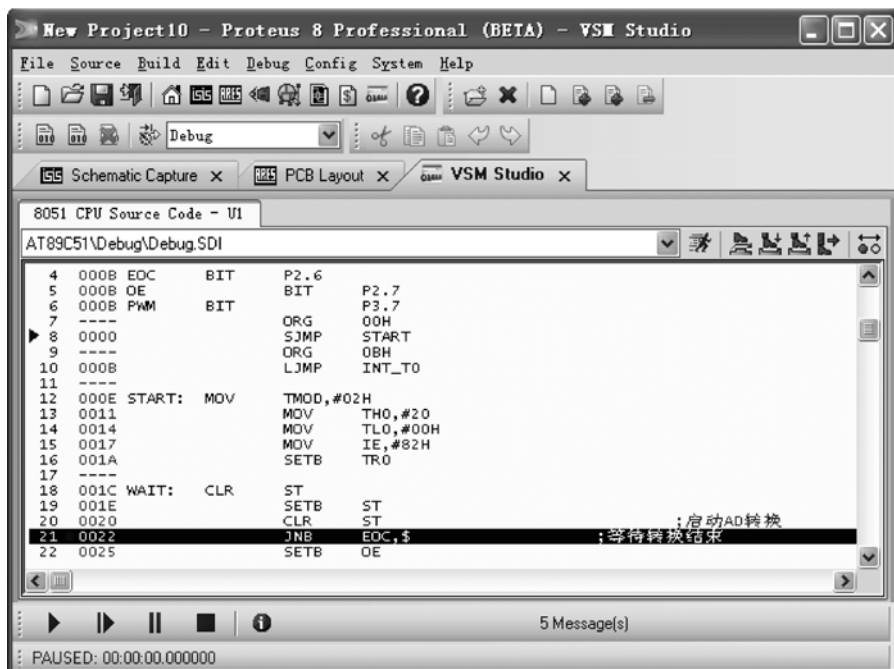 New Project10 - Proteus 8 Professional (BETA) - VSM Studio
File Source Build Edit Debug Config System Help
Debug
ISIS Schematic Capture x ARES PCB Layout x VSM Studio x
8051 CPU Source Code - U1
AT89C51\Debug\Debug.SDI
4 000B EOC BIT P2.6
5 000B OE BIT P2.7
6 000B PWM BIT P3.7
7 ---- ORG 00H
8 0000 SJMP START
9 ---- ORG 0BH
10 000B LJMP INT_T0
11 ----
12 000E START: MOV TMOD,#02H
13 0011 MOV TH0,#20
14 0014 MOV TL0,#00H
15 0017 MOV IE,#82H
16 001A SETB TR0
17 ----
18 001C WAIT: CLR ST
19 001E SETB ST
20 0020 CLR ST ;启动AD转换
21 0022 JNB EOC,$ ;等待转换结束
22 0025 SETB OE
5 Message(s)
PAUSED: 00:00:00.000000